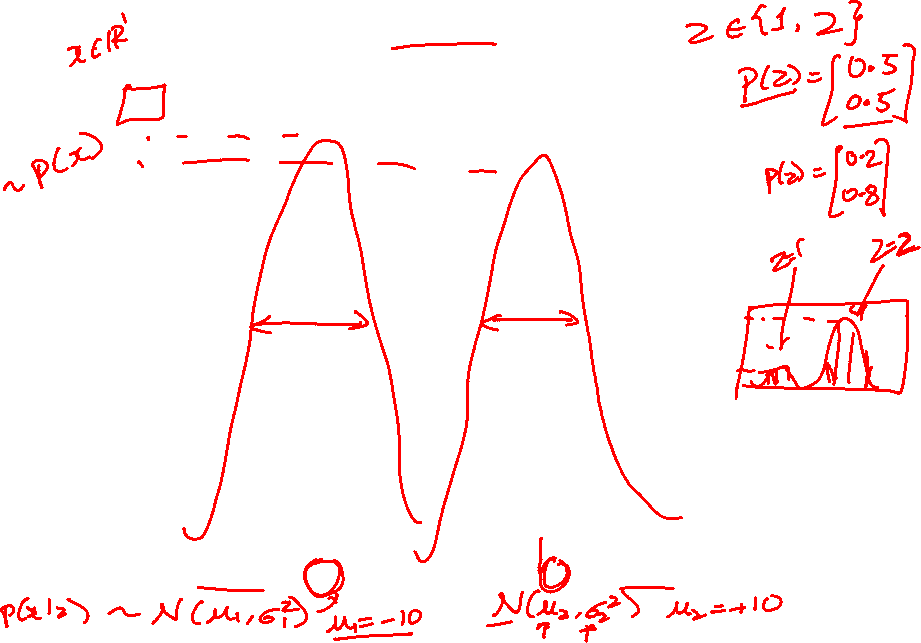 x∈ℝ¹
z ∈ {1, 2}
P(z) = [0.5
0.5]
~ P(x)
P(z) = [0.2
0.8]
z=1
z=2
P(x|z) ~ N(μ₁, σ₁²) μ₁ = -10 N(μ₂, σ₂²) μ₂ = +10